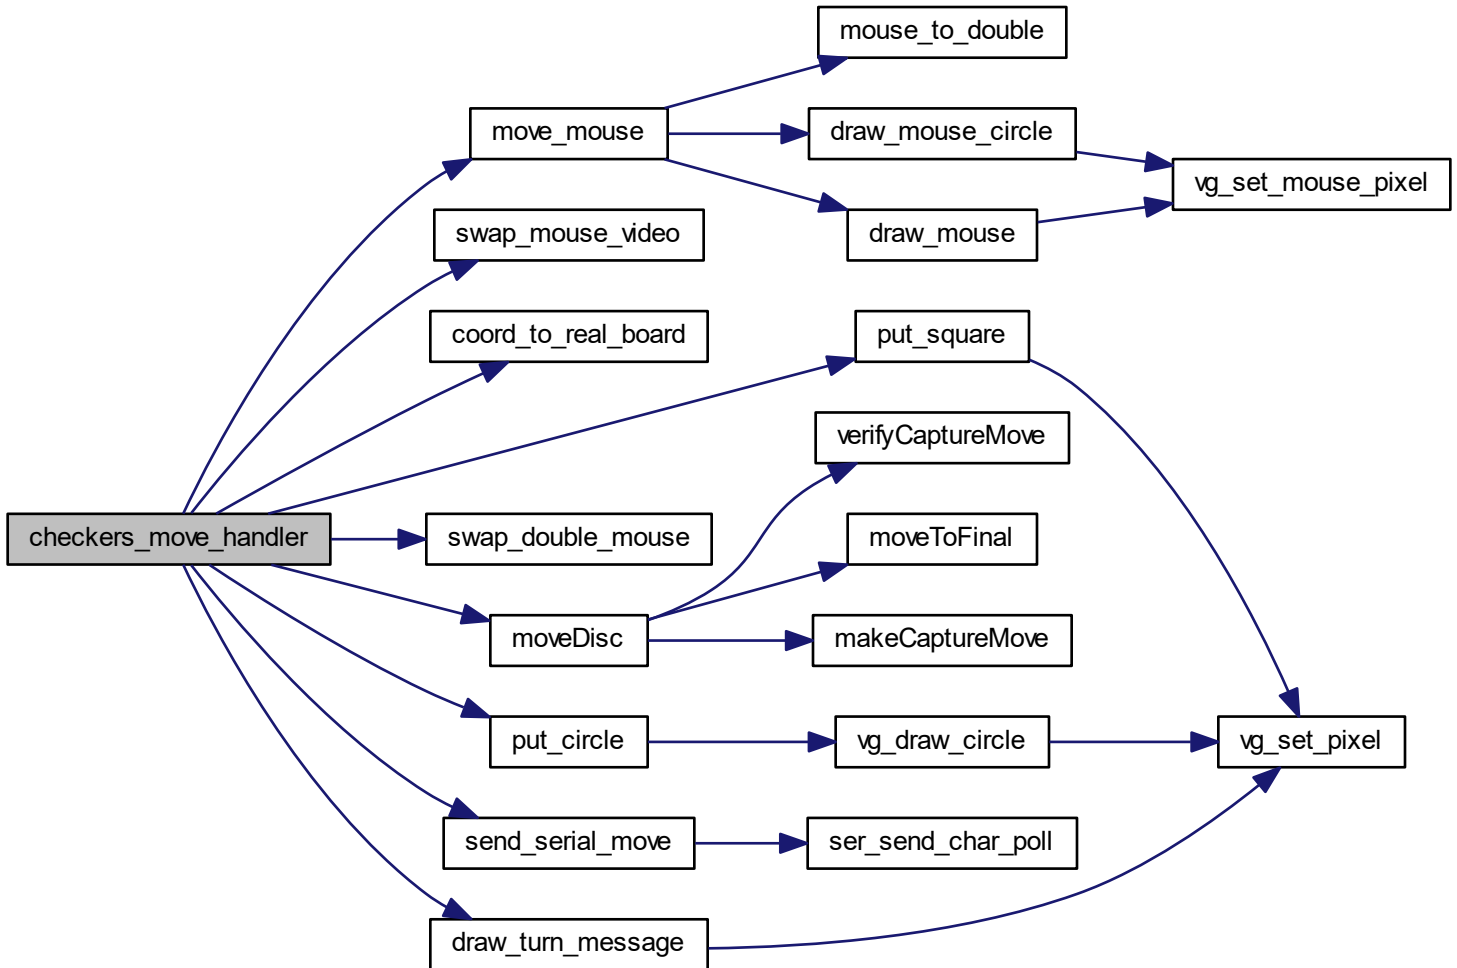 mouse_to_double
move_mouse
draw_mouse_circle
vg_set_mouse_pixel
swap_mouse_video
draw_mouse
coord_to_real_board
put_square
verifyCaptureMove
checkers_move_handler
swap_double_mouse
moveToFinal
moveDisc
makeCaptureMove
put_circle
vg_draw_circle
vg_set_pixel
send_serial_move
ser_send_char_poll
draw_turn_message